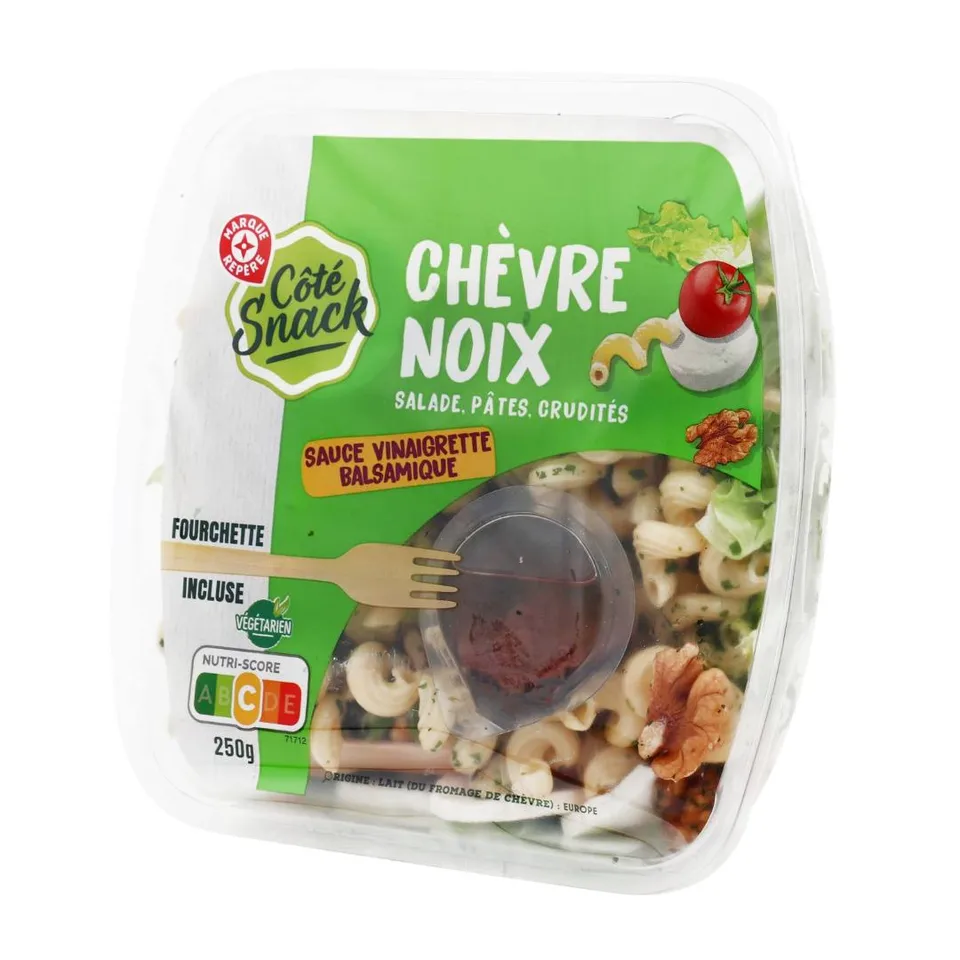 MARQUE
REPÈRE
Côté
Snack
CHÈVRE
NOIX
SALADE, PÂTES, CRUDITÉS
SAUCE VINAIGRETTE
BALSAMIQUE
FOURCHETTE
INCLUSE
VÉGÉTARIEN
NUTRI-SCORE
A B C D E
250g
71712
ORIGINE : LAIT (DU FROMAGE DE CHÈVRE) : EUROPE